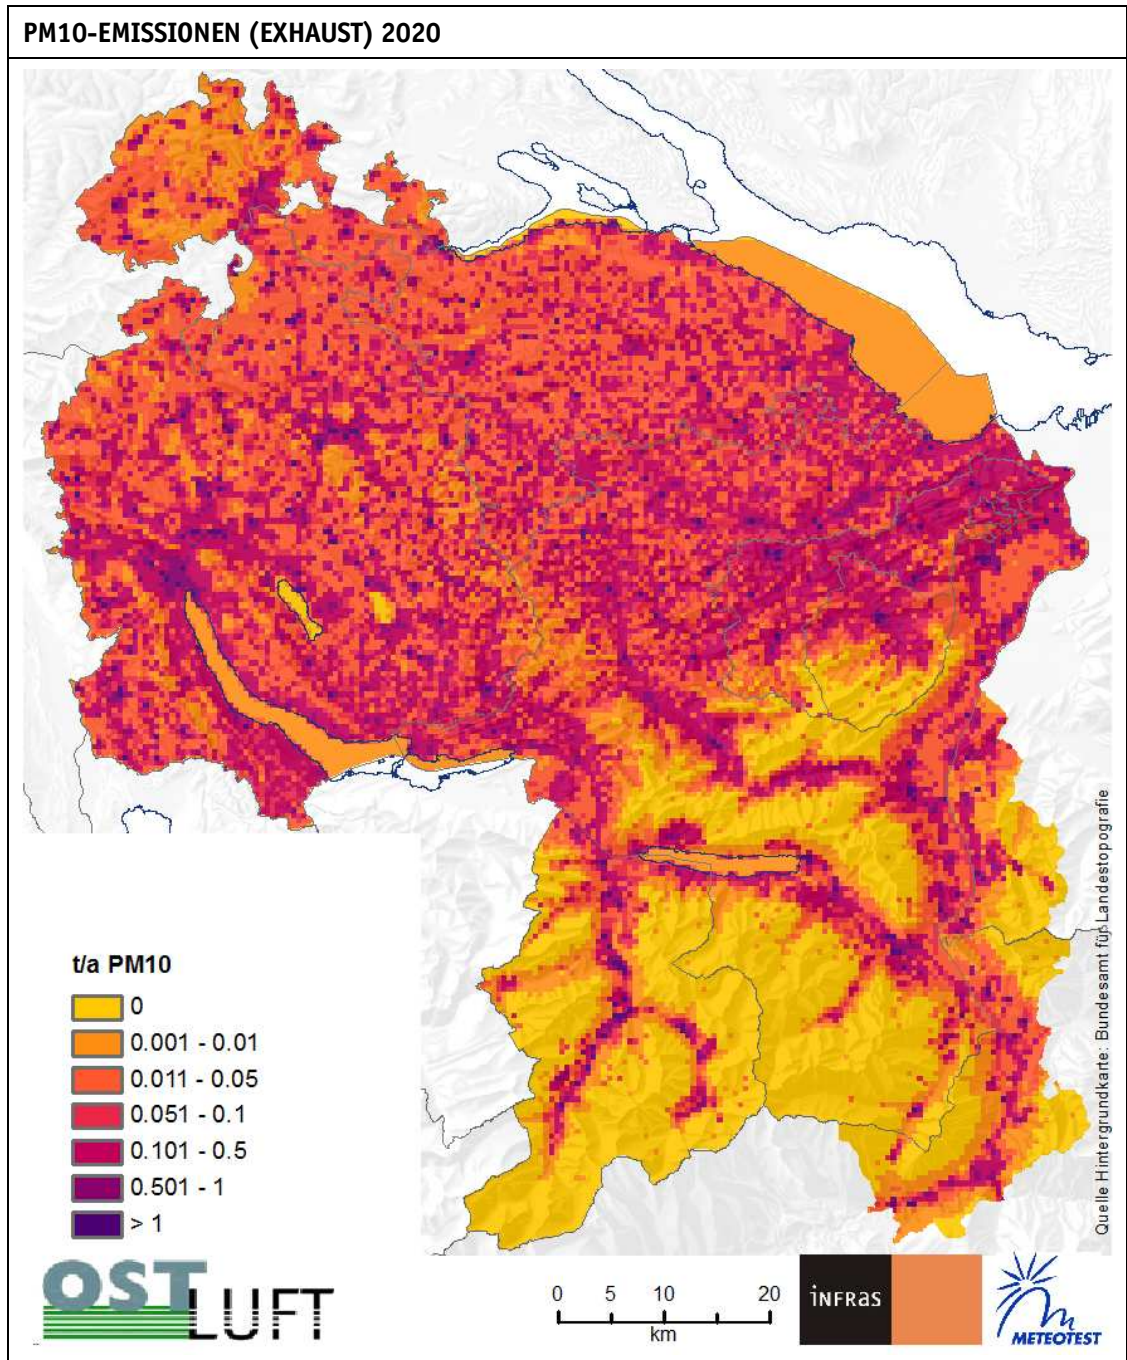 PM10-EMISSIONEN (EXHAUST) 2020
Quelle Hintergrundkarte: Bundesamt für Landestopografie
t/a PM10
0
0.001 - 0.01
0.011 - 0.05
0.051 - 0.1
0.101 - 0.5
0.501 - 1
> 1
OSTLUFT
0 5 10 20
km
iNFRAS
METEOTEST